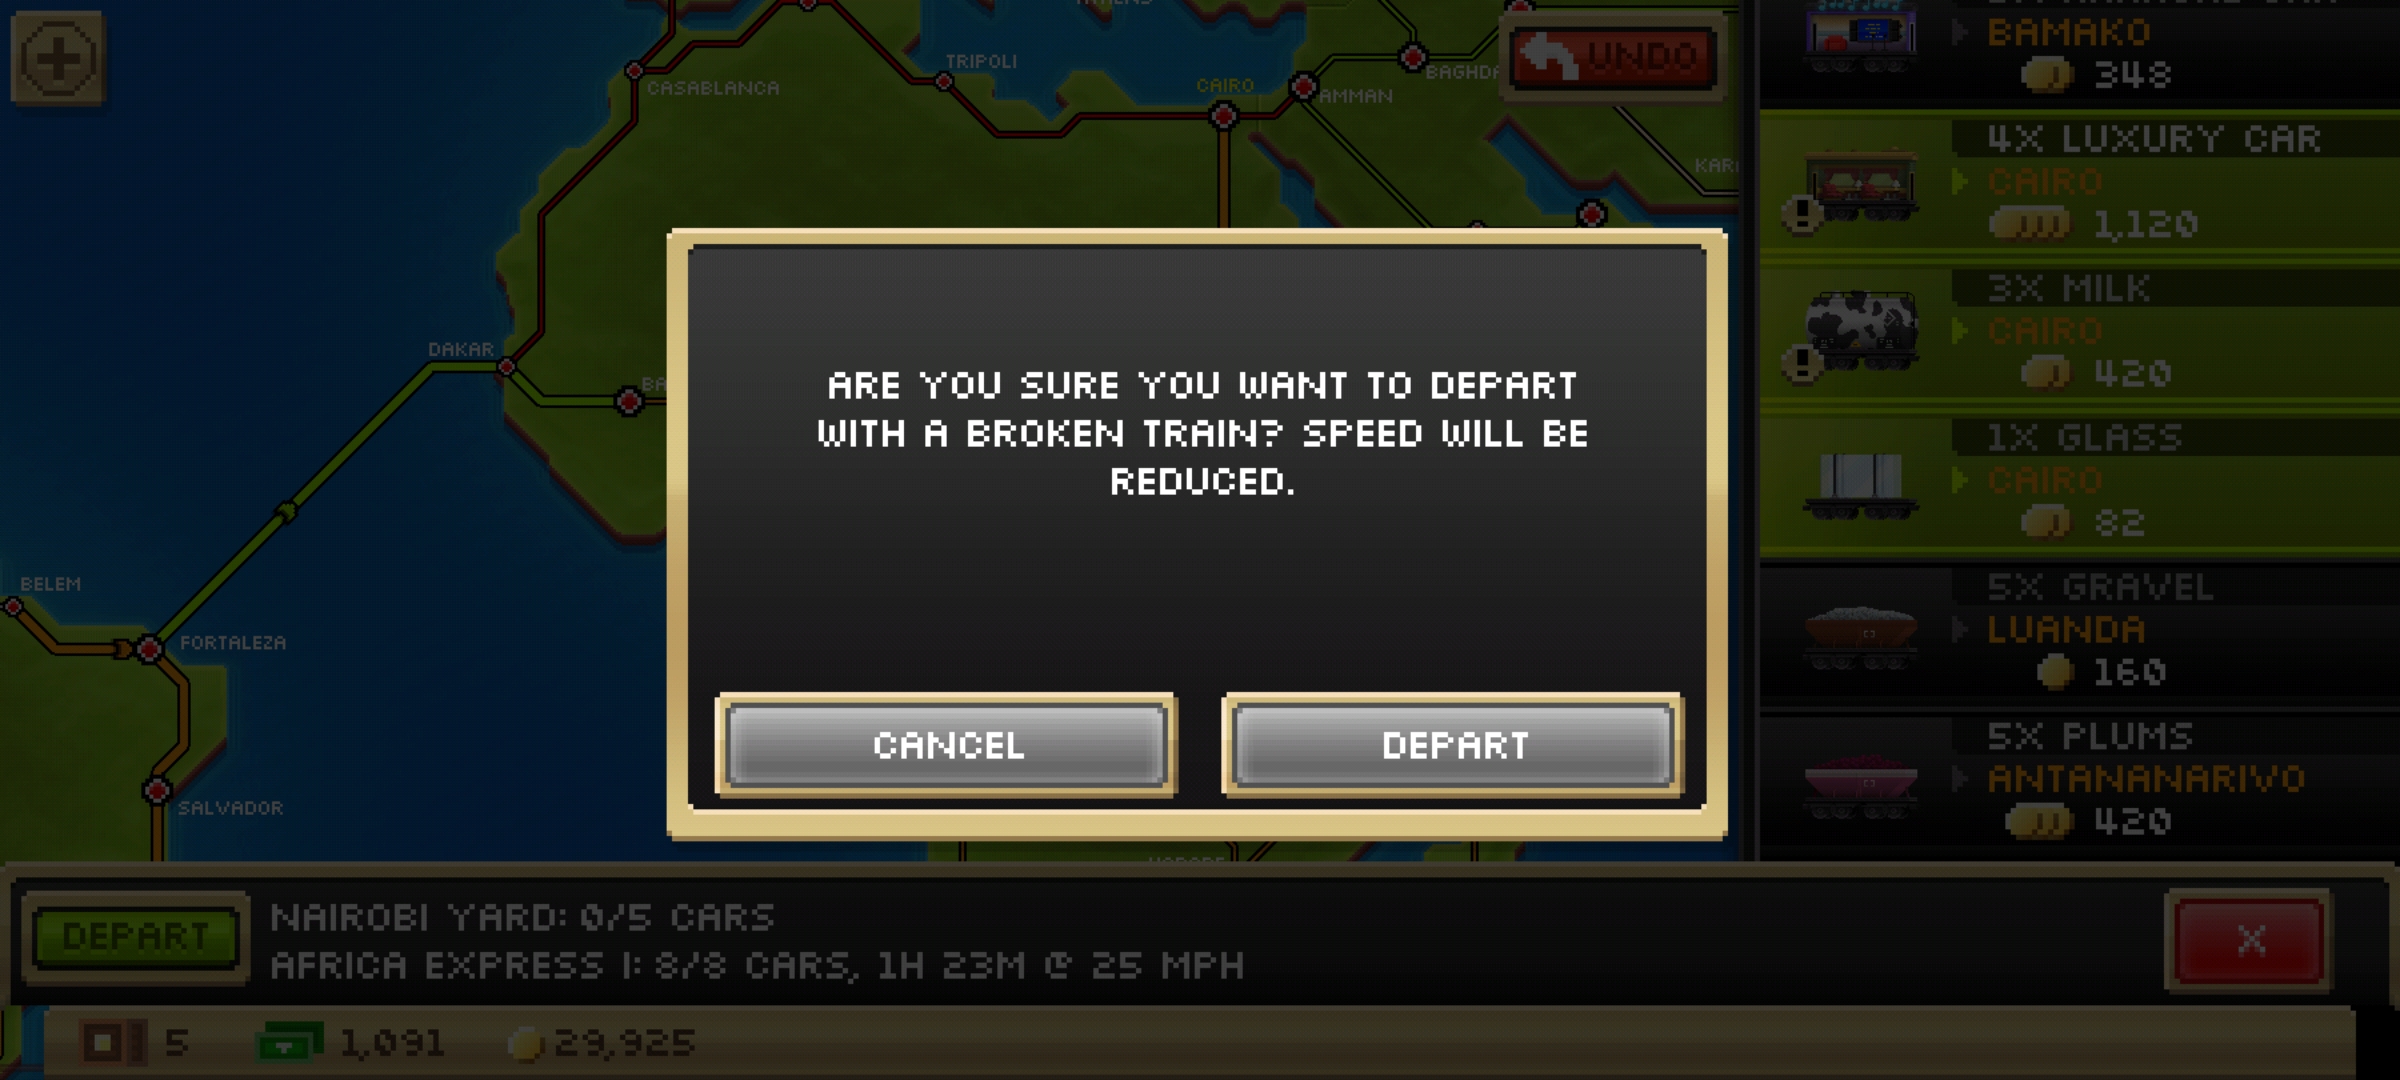 TRIPOLI
CASABLANCA
CAIRO
AMMAN
UNDO
DAKAR
BELEM
FORTALEZA
SALVADOR
BAMAKO
348
4X LUXURY CAR
CAIRO
1,120
3X MILK
CAIRO
420
1X GLASS
CAIRO
82
5X GRAVEL
LUANDA
160
5X PLUMS
ANTANANARIVO
420
ARE YOU SURE YOU WANT TO DEPART
WITH A BROKEN TRAIN? SPEED WILL BE
REDUCED.
CANCEL
DEPART
DEPART
NAIROBI YARD: 0/5 CARS
AFRICA EXPRESS I: 8/8 CARS, 1H 23M @ 25 MPH
X
5
1,091
29,925